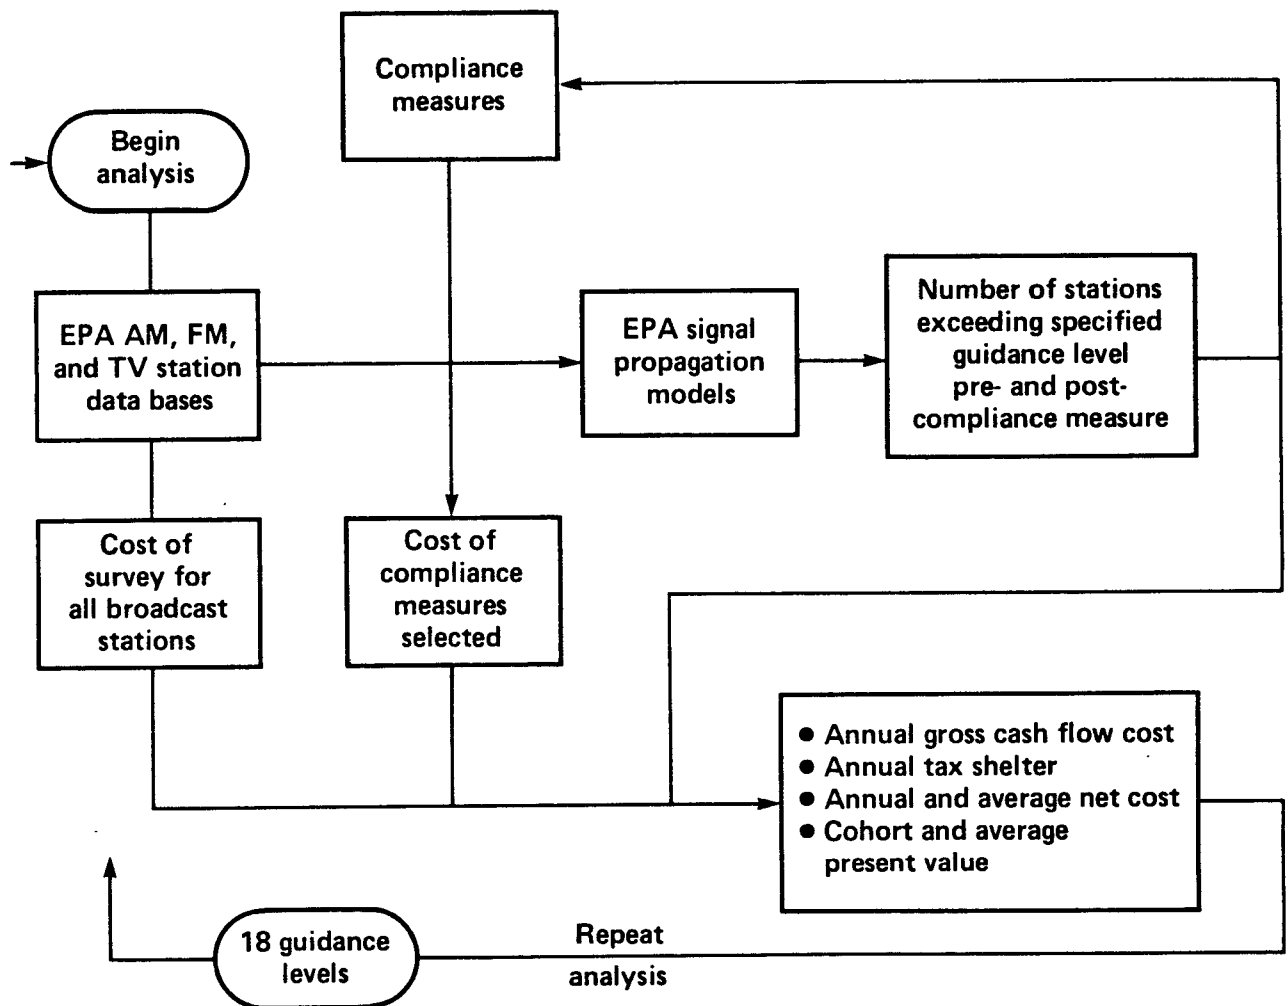 Compliance
measures
Begin
analysis
EPA AM, FM,
and TV station
data bases
EPA signal
propagation
models
Number of stations
exceeding specified
guidance level
pre- and post-
compliance measure
Cost of
survey for
all broadcast
stations
Cost of
compliance
measures
selected
● Annual gross cash flow cost
● Annual tax shelter
● Annual and average net cost
● Cohort and average
present value
18 guidance
levels
Repeat
analysis